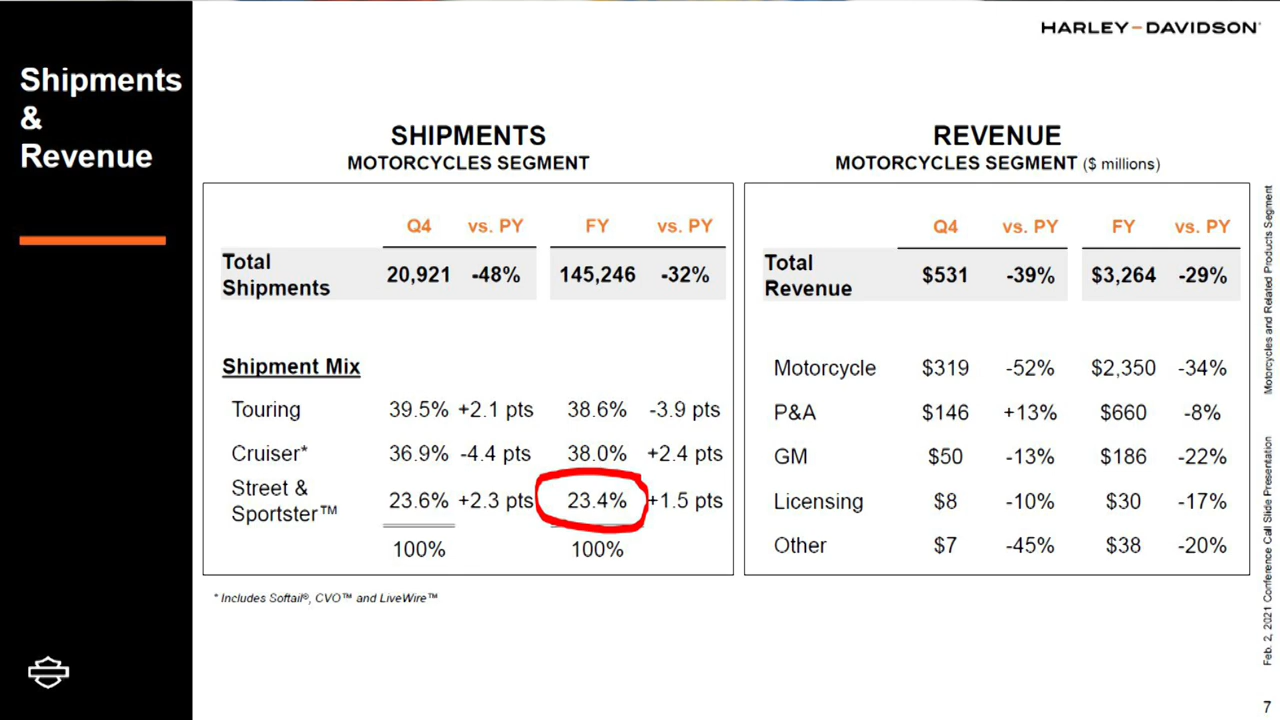 HARLEY-DAVIDSON
Shipments
&
Revenue
SHIPMENTS
MOTORCYCLES SEGMENT
Q4 vs. PY FY vs. PY
Total
Shipments
20,921 -48% 145,246 -32%
Shipment Mix
Touring 39.5% +2.1 pts 38.6% -3.9 pts
Cruiser* 36.9% -4.4 pts 38.0% +2.4 pts
Street &
Sportster™
23.6% +2.3 pts 23.4% +1.5 pts
100% 100%
* Includes Softail®, CVO™ and LiveWire™
REVENUE
MOTORCYCLES SEGMENT ($ millions)
Q4 vs. PY FY vs. PY
Total
Revenue
$531 -39% $3,264 -29%
Motorcycle $319 -52% $2,350 -34%
P&A $146 +13% $660 -8%
GM $50 -13% $186 -22%
Licensing $8 -10% $30 -17%
Other $7 -45% $38 -20%
Feb. 2, 2021 Conference Call Slide Presentation Motorcycles and Related Products Segment
7